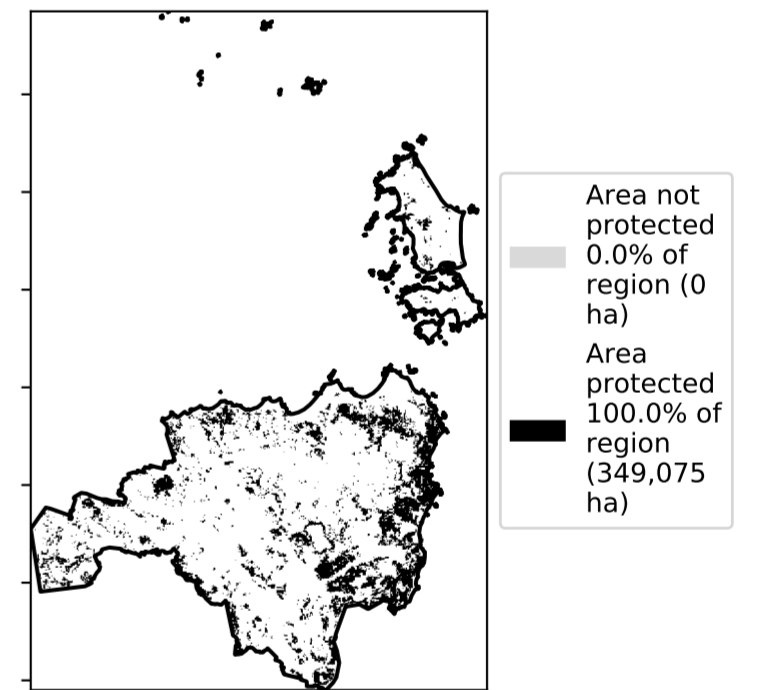 Area not
protected
0.0% of
region (0
ha)
Area
protected
100.0% of
region
(349,075
ha)